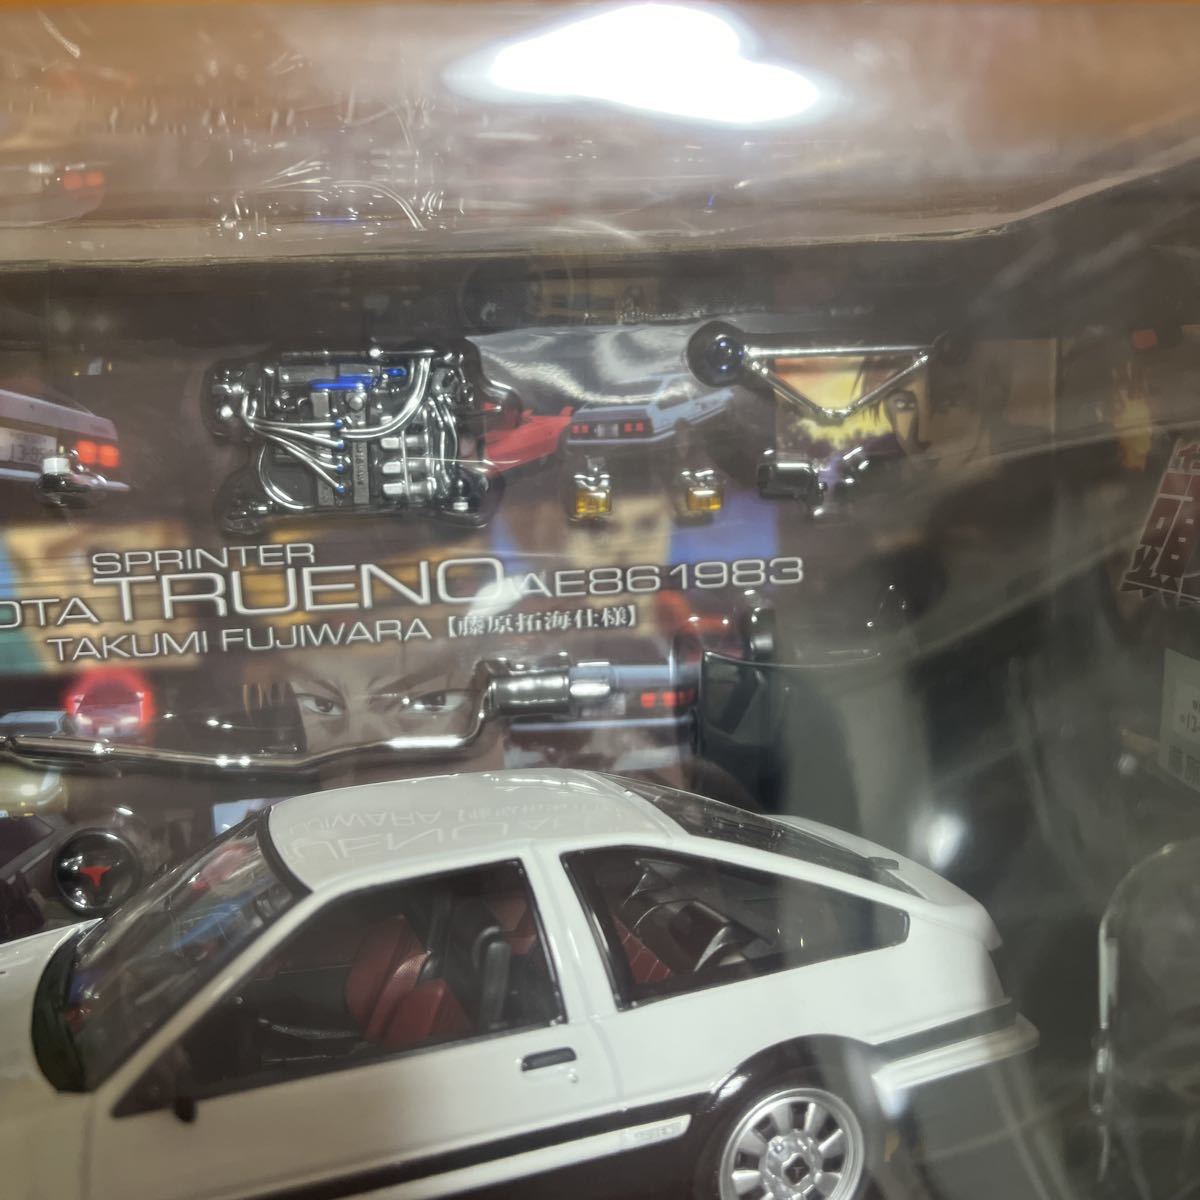 SPRINTER
OTA TRUENO AE86 1983
TAKUMI FUJIWARA【藤原拓海仕様】